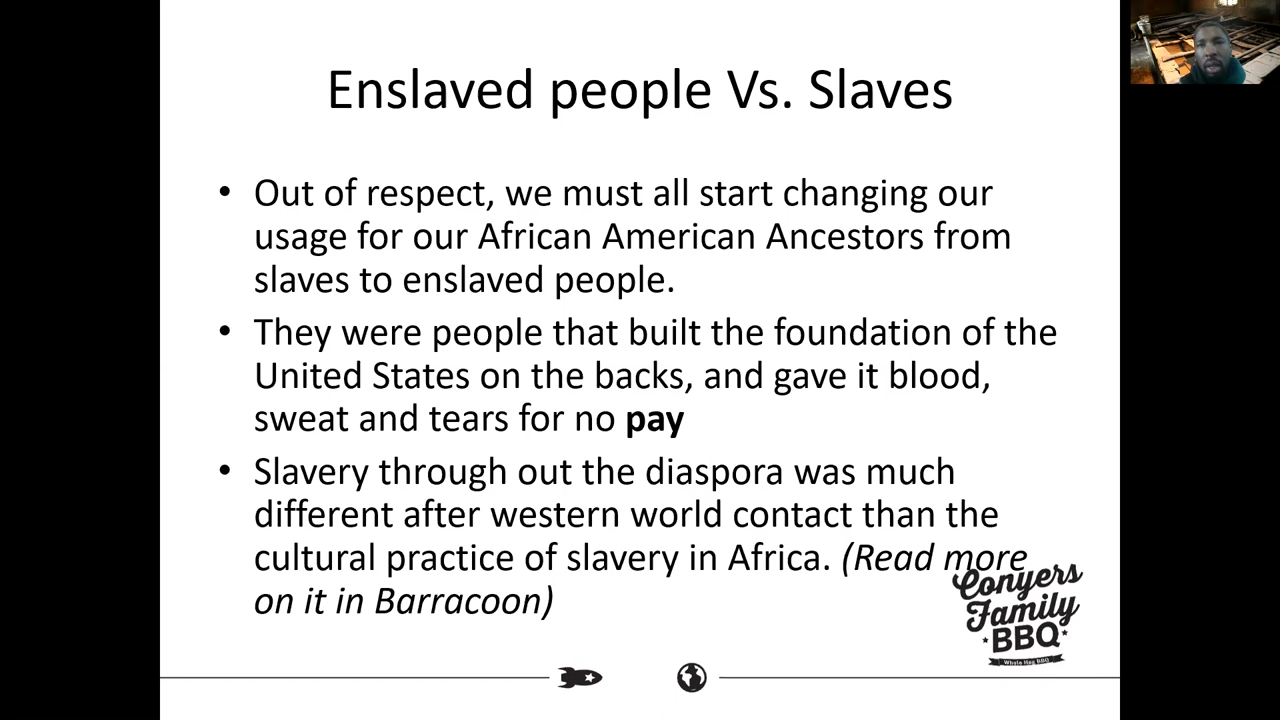 Enslaved people Vs. Slaves
• Out of respect, we must all start changing our
usage for our African American Ancestors from
slaves to enslaved people.
• They were people that built the foundation of the
United States on the backs, and gave it blood,
sweat and tears for no pay
• Slavery through out the diaspora was much
different after western world contact than the
cultural practice of slavery in Africa. (Read more
on it in Barracoon)
Conyers
Family
BBQ
Whole Hog BBQ